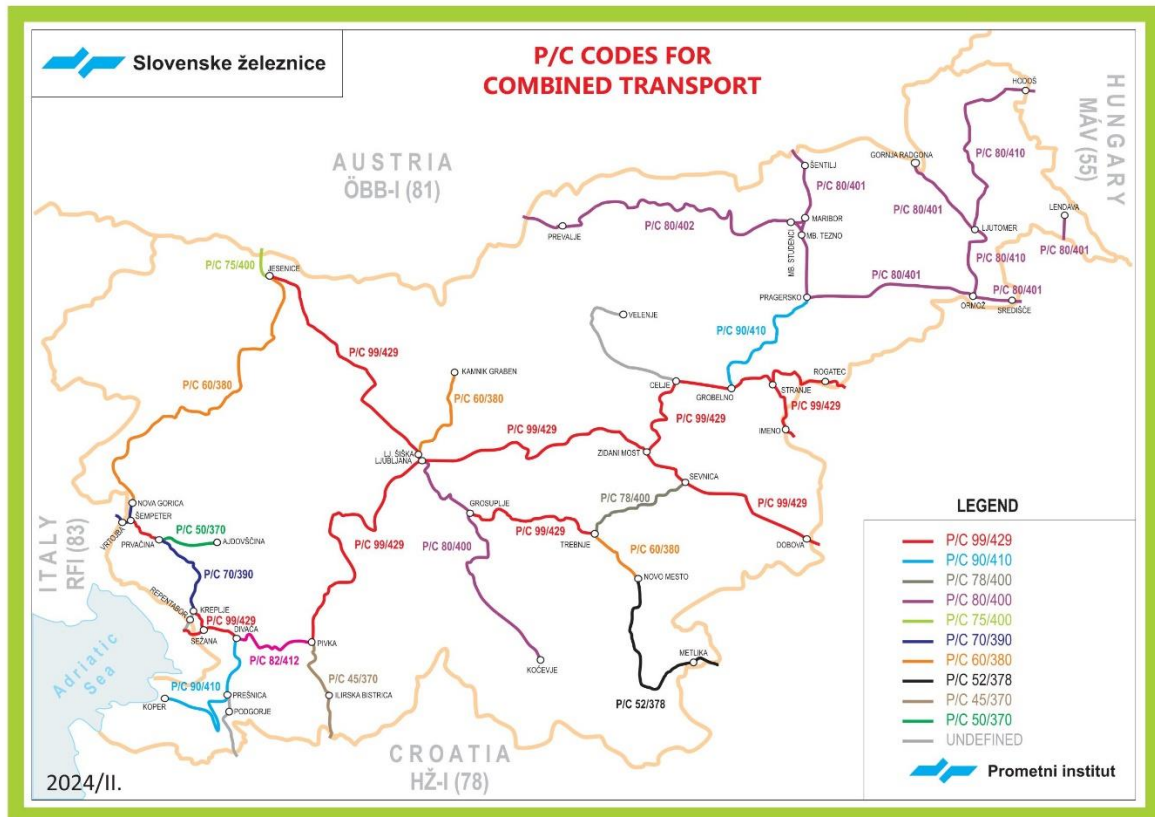 Slovenske železnice
P/C CODES FOR
COMBINED TRANSPORT
AUSTRIA
ÖBB-I (81)
HUNGARY
MÁV (55)
HODOŠ
P/C 80/410
GORNJA RADGONA
ŠENTILJ
P/C 80/401
P/C 80/401
LENDAVA
P/C 80/401
PREVALJE
P/C 80/402
MARIBOR
MB. TEZNO
MB. STUDENCI
LJUTOMER
P/C 80/410
P/C 80/401
ORMOŽ
P/C 80/401
SREDIŠČE
PRAGERSKO
P/C 75/400
JESENICE
P/C 99/429
VELENJE
P/C 90/410
P/C 60/380
KAMNIK GRABEN
P/C 60/380
CELJE
GROBELNO
STRANJE
ROGATEC
P/C 99/429
IMENO
P/C 99/429
P/C 99/429
LJ. ŠIŠKA
LJUBLJANA
ZIDANI MOST
SEVNICA
P/C 78/400
P/C 99/429
DOBOVA
NOVA GORICA
ŠEMPETER
VRTOJBA
PRVAČINA
P/C 50/370
AJDOVŠČINA
GROSUPLJE
P/C 99/429
TREBNJE
P/C 80/400
P/C 99/429
P/C 60/380
NOVO MESTO
ITALY
RFI (83)
P/C 70/390
REPENTABOR
KREPLJE
P/C 99/429
SEŽANA
DIVAČA
P/C 82/412
PIVKA
KOČEVJE
METLIKA
P/C 52/378
P/C 90/410
KOPER
PREŠNICA
PODGORJE
P/C 45/370
ILIRSKA BISTRICA
Adriatic
Sea
CROATIA
HŽ-I (78)
2024/II.
LEGEND
P/C 99/429
P/C 90/410
P/C 78/400
P/C 80/400
P/C 75/400
P/C 70/390
P/C 60/380
P/C 52/378
P/C 45/370
P/C 50/370
UNDEFINED
Prometni institut